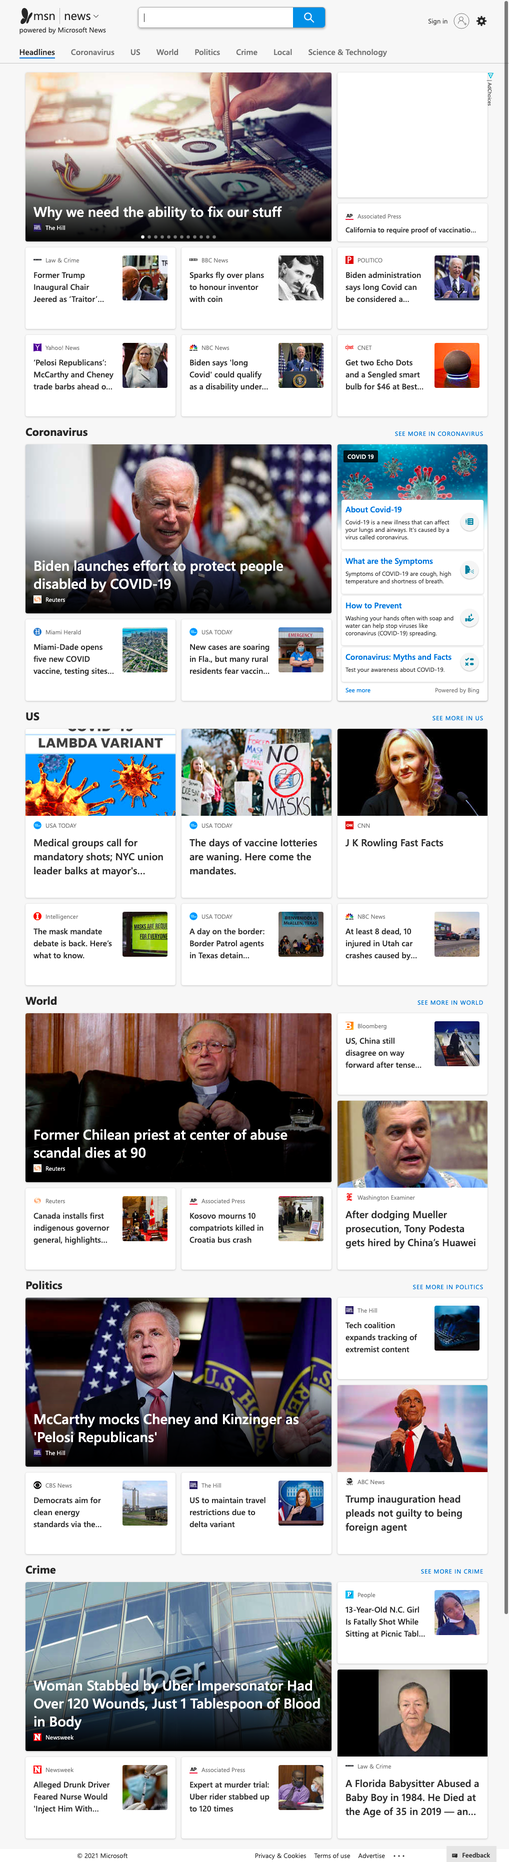 msn news
powered by Microsoft News
Sign in
Headlines Coronavirus US World Politics Crime Local Science & Technology
Why we need the ability to fix our stuff
The Hill
AdChoices
Associated Press
California to require proof of vaccinatio...
Law & Crime
Former Trump
Inaugural Chair
Jeered as 'Traitor'...
BBC News
Sparks fly over plans
to honour inventor
with coin
POLITICO
Biden administration
says long Covid can
be considered a...
Yahoo! News
'Pelosi Republicans':
McCarthy and Cheney
trade barbs ahead o...
NBC News
Biden says 'long
Covid' could qualify
as a disability under...
CNET
Get two Echo Dots
and a Sengled smart
bulb for $46 at Best...
Coronavirus
SEE MORE IN CORONAVIRUS
Biden launches effort to protect people
disabled by COVID-19
Reuters
COVID 19
About Covid-19
Covid-19 is a new illness that can affect
your lungs and airways. It's caused by a
virus called coronavirus.
What are the Symptoms
Symptoms of COVID-19 are cough, high
temperature and shortness of breath.
How to Prevent
Washing your hands often with soap and
water can help stop viruses like
coronavirus (COVID-19) spreading.
Coronavirus: Myths and Facts
Test your awareness about COVID-19.
See more
Powered by Bing
Miami Herald
Miami-Dade opens
five new COVID
vaccine, testing sites...
USA TODAY
New cases are soaring
in Fla., but many rural
residents fear vaccin...
EMERGENCY
US
SEE MORE IN US
COVID-19
LAMBDA VARIANT
USA TODAY
Medical groups call for
mandatory shots; NYC union
leader balks at mayor's...
NO
MASKS
USA TODAY
The days of vaccine lotteries
are waning. Here come the
mandates.
CNN
J K Rowling Fast Facts
Intelligencer
The mask mandate
debate is back. Here's
what to know.
USA TODAY
A day on the border:
Border Patrol agents
in Texas detain...
NBC News
At least 8 dead, 10
injured in Utah car
crashes caused by...
World
SEE MORE IN WORLD
Former Chilean priest at center of abuse
scandal dies at 90
Reuters
Bloomberg
US, China still
disagree on way
forward after tense...
Washington Examiner
After dodging Mueller
prosecution, Tony Podesta
gets hired by China's Huawei
Reuters
Canada installs first
indigenous governor
general, highlights...
Associated Press
Kosovo mourns 10
compatriots killed in
Croatia bus crash
Politics
SEE MORE IN POLITICS
McCarthy mocks Cheney and Kinzinger as
'Pelosi Republicans'
The Hill
The Hill
Tech coalition
expands tracking of
extremist content
ABC News
Trump inauguration head
pleads not guilty to being
foreign agent
CBS News
Democrats aim for
clean energy
standards via the...
The Hill
US to maintain travel
restrictions due to
delta variant
Crime
SEE MORE IN CRIME
Uber
Woman Stabbed by Uber Impersonator Had
Over 120 Wounds, Just 1 Tablespoon of Blood
in Body
Newsweek
People
13-Year-Old N.C. Girl
Is Fatally Shot While
Sitting at Picnic Tabl...
Law & Crime
A Florida Babysitter Abused a
Baby Boy in 1984. He Died at
the Age of 35 in 2019 — an...
Newsweek
Alleged Drunk Driver
Feared Nurse Would
'Inject Him With...
Associated Press
Expert at murder trial:
Uber rider stabbed up
to 120 times
© 2021 Microsoft
Privacy & Cookies Terms of use Advertise ...
Feedback